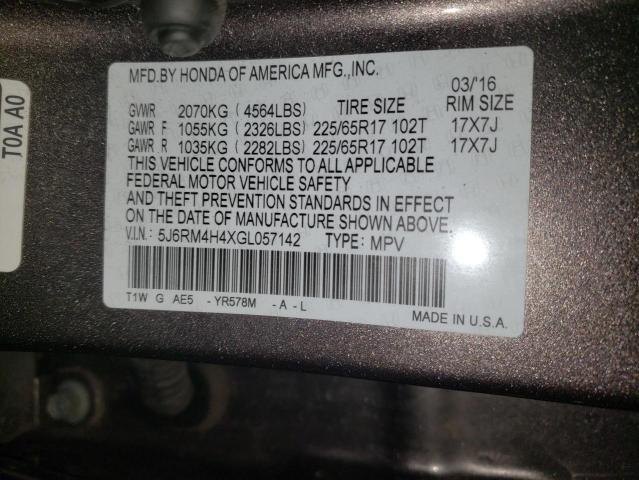 MFD.BY HONDA OF AMERICA MFG.,INC.
03/'16
GVWR 2070KG (4564LBS) TIRE SIZE RIM SIZE
GAWR F 1055KG (2326LBS) 225/65R17 102T 17X7J
GAWR R 1035KG (2282LBS) 225/65R17 102T 17X7J
THIS VEHICLE CONFORMS TO ALL APPLICABLE
FEDERAL MOTOR VEHICLE SAFETY
AND THEFT PREVENTION STANDARDS IN EFFECT
ON THE DATE OF MANUFACTURE SHOWN ABOVE.
V.I.N.: 5J6RM4H4XGL057142 TYPE: MPV
T1W G AE5 -YR578M -A-L
MADE IN U.S.A.
T0A A0